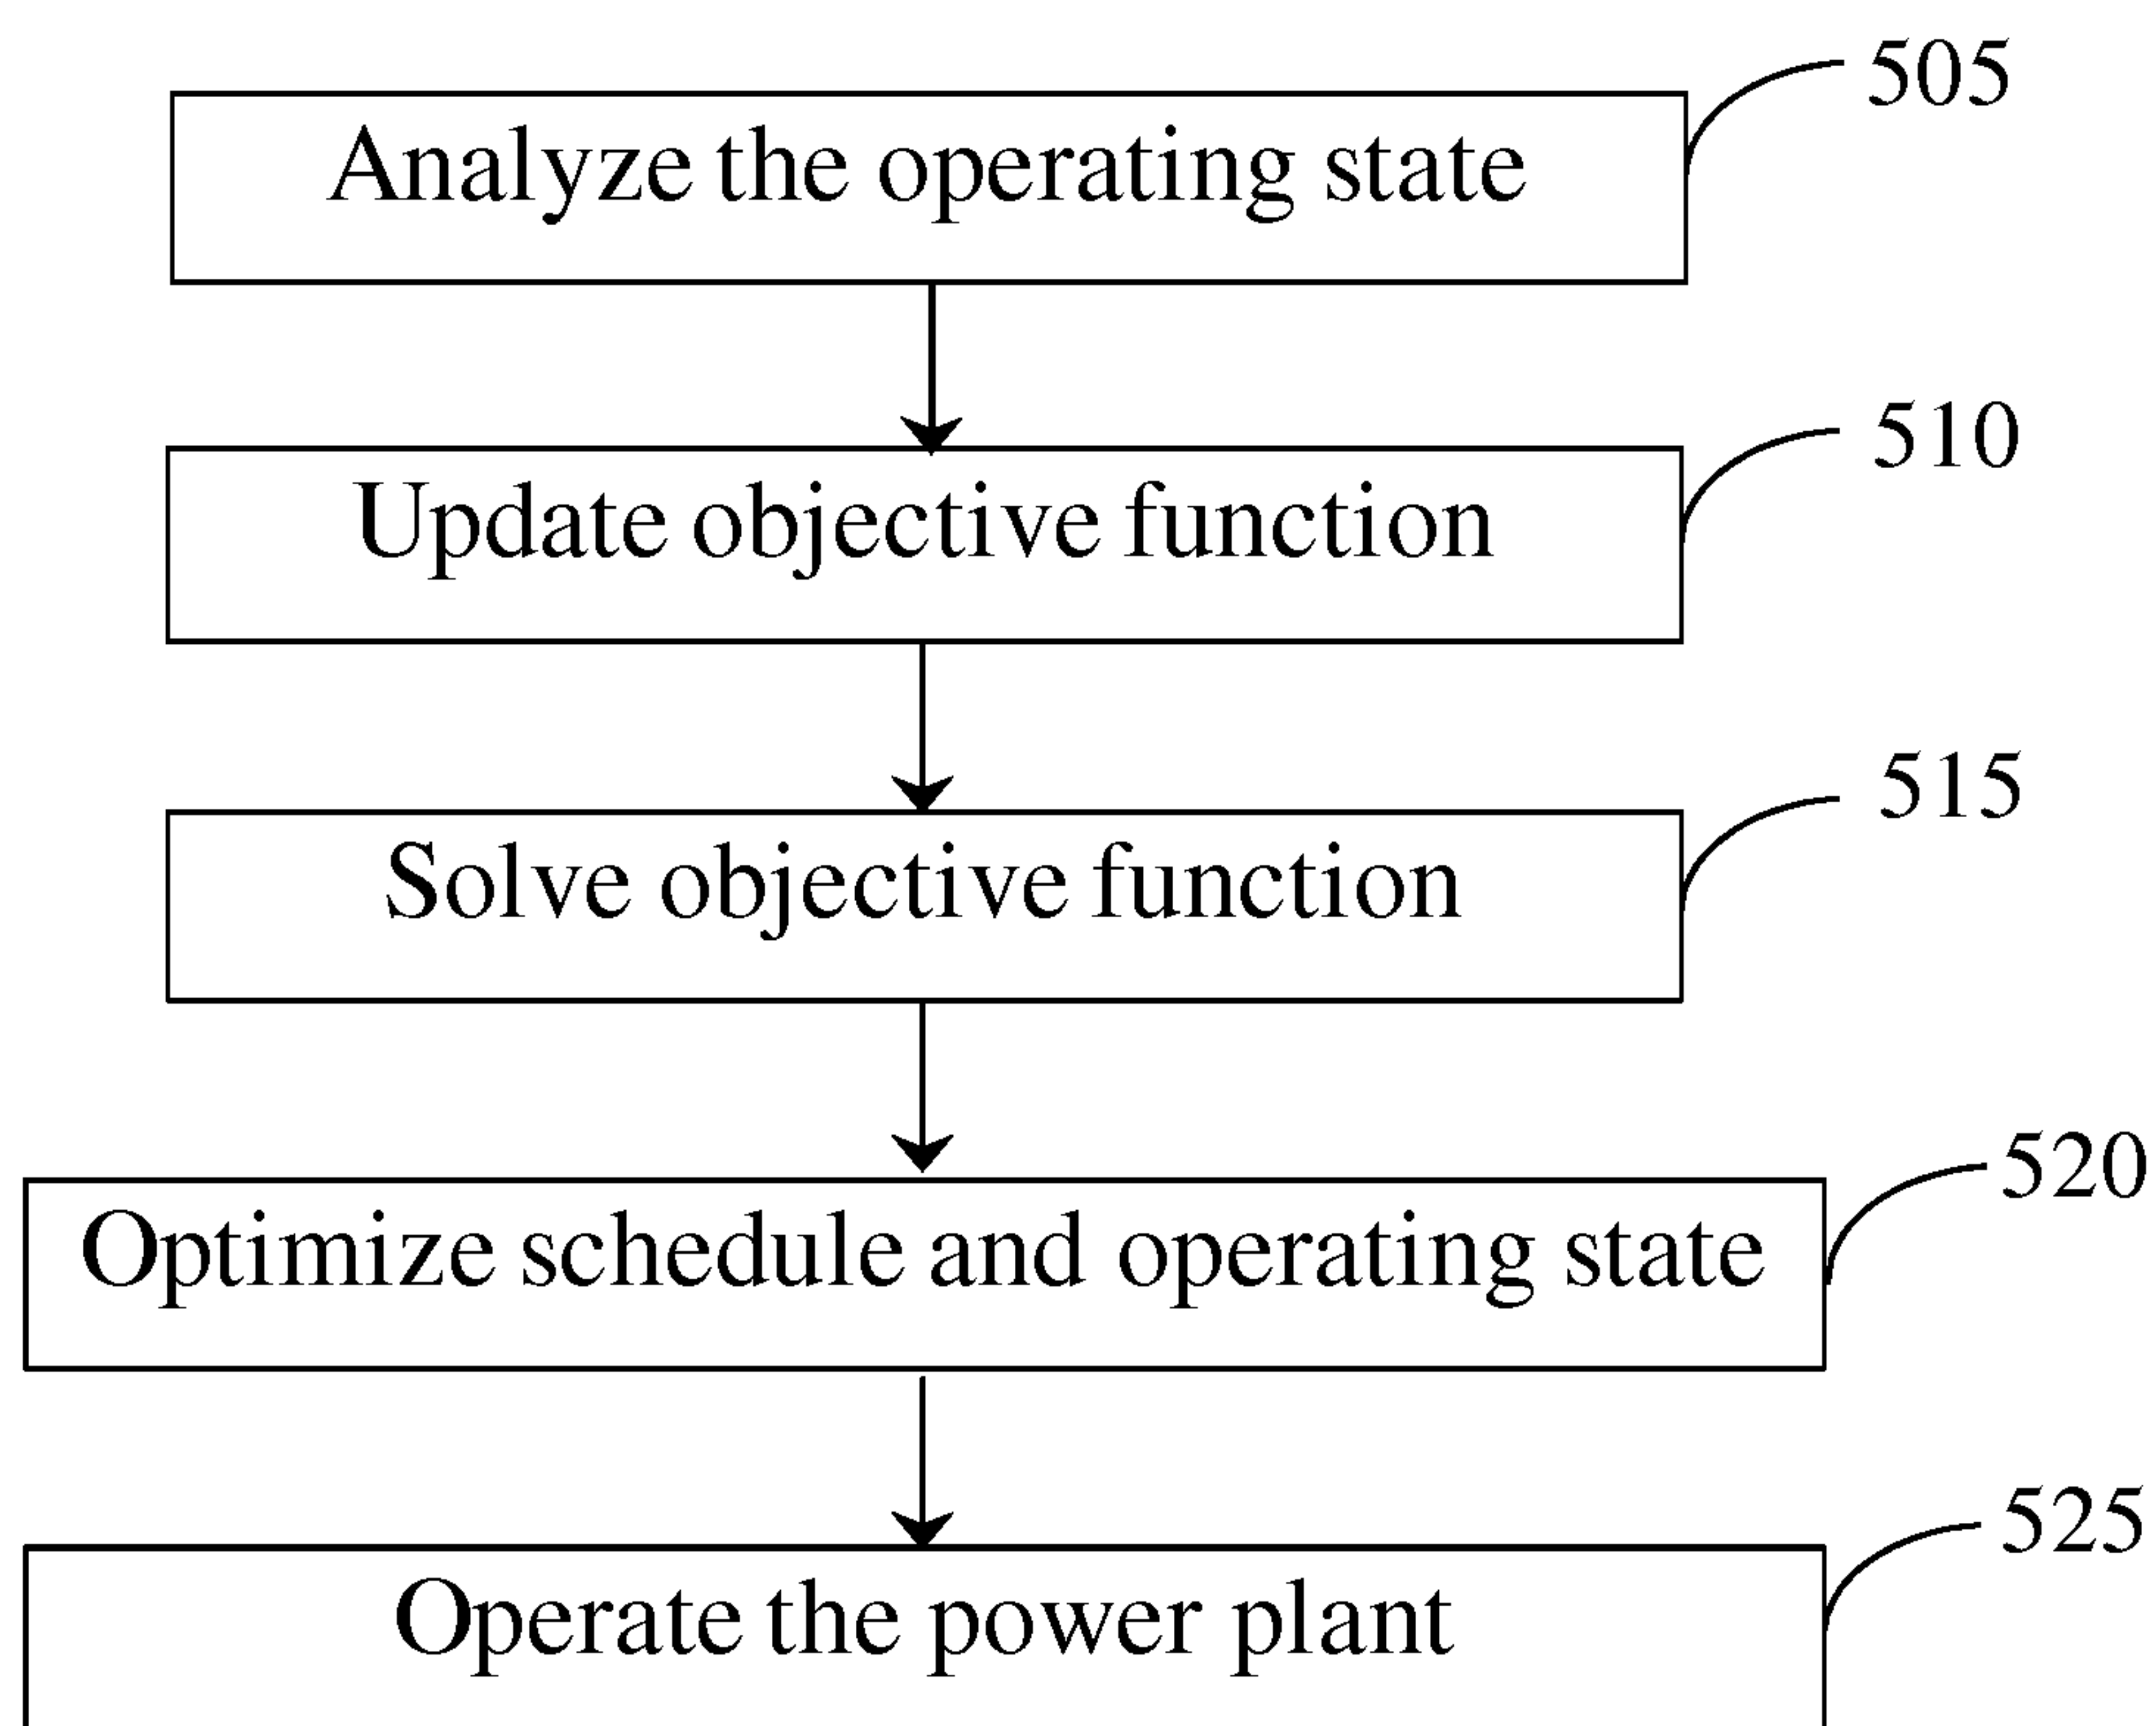 505
Analyze the operating state
510
Update objective function
515
Solve objective function
520
Optimize schedule and operating state
525
Operate the power plant